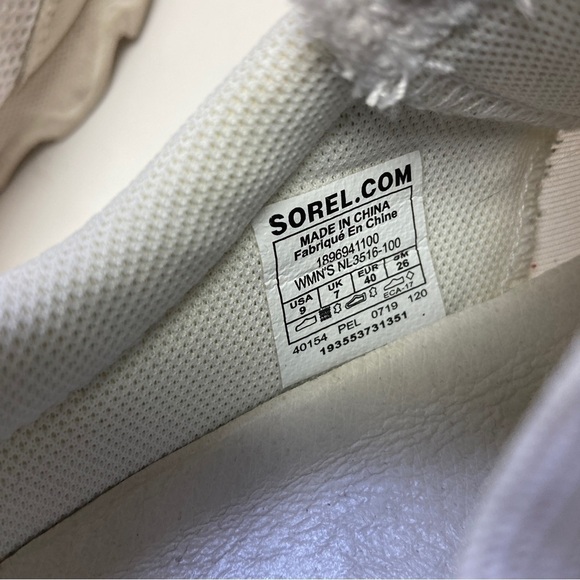 SOREL.COM
MADE IN CHINA
Fabriqué En Chine
1896941100
WMN'S NL3516-100
USA UK EUR CM
9 7 40 26
ECA-17
40154 PEL 0719 120
193553731351